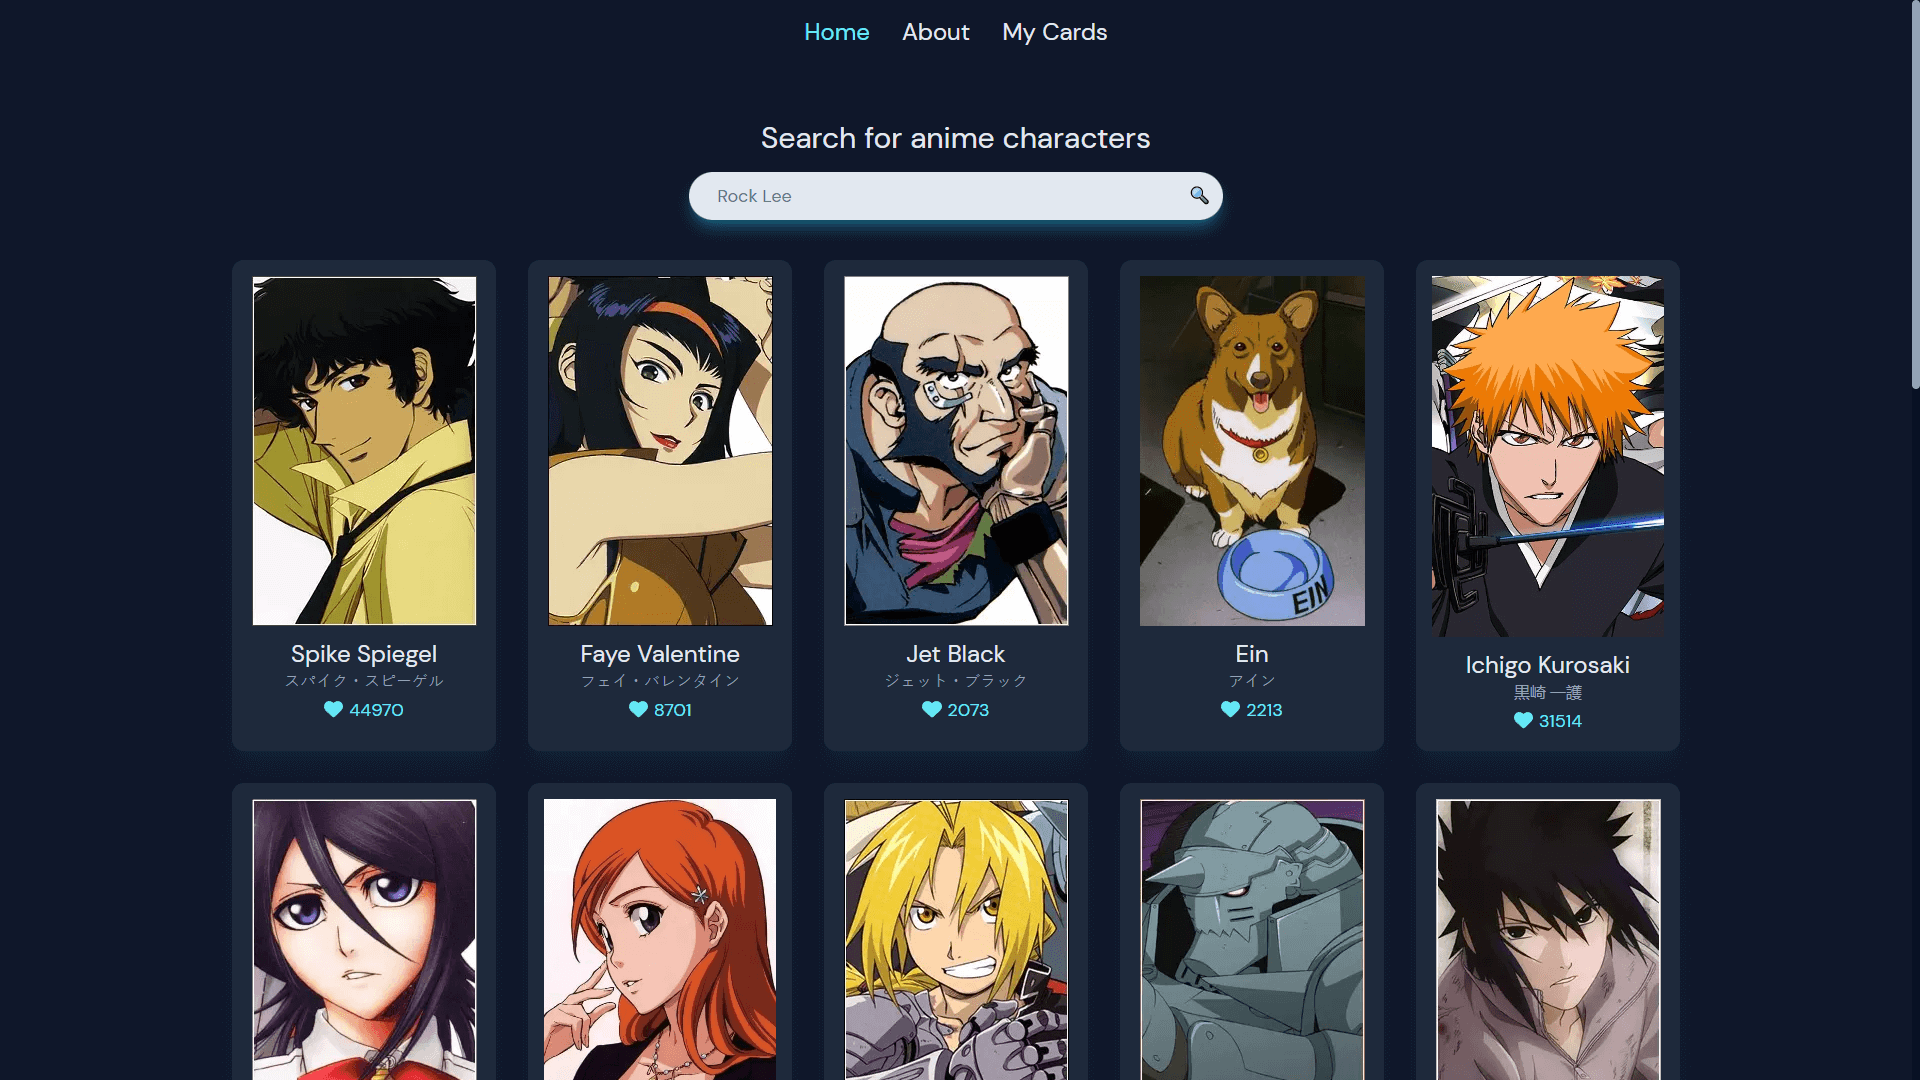 Home About My Cards
Search for anime characters
Rock Lee
EIN
Spike Spiegel
スパイク・スピーゲル
44970
Faye Valentine
フェイ・バレンタイン
8701
Jet Black
ジェット・ブラック
2073
Ein
アイン
2213
Ichigo Kurosaki
黒崎 一護
31514